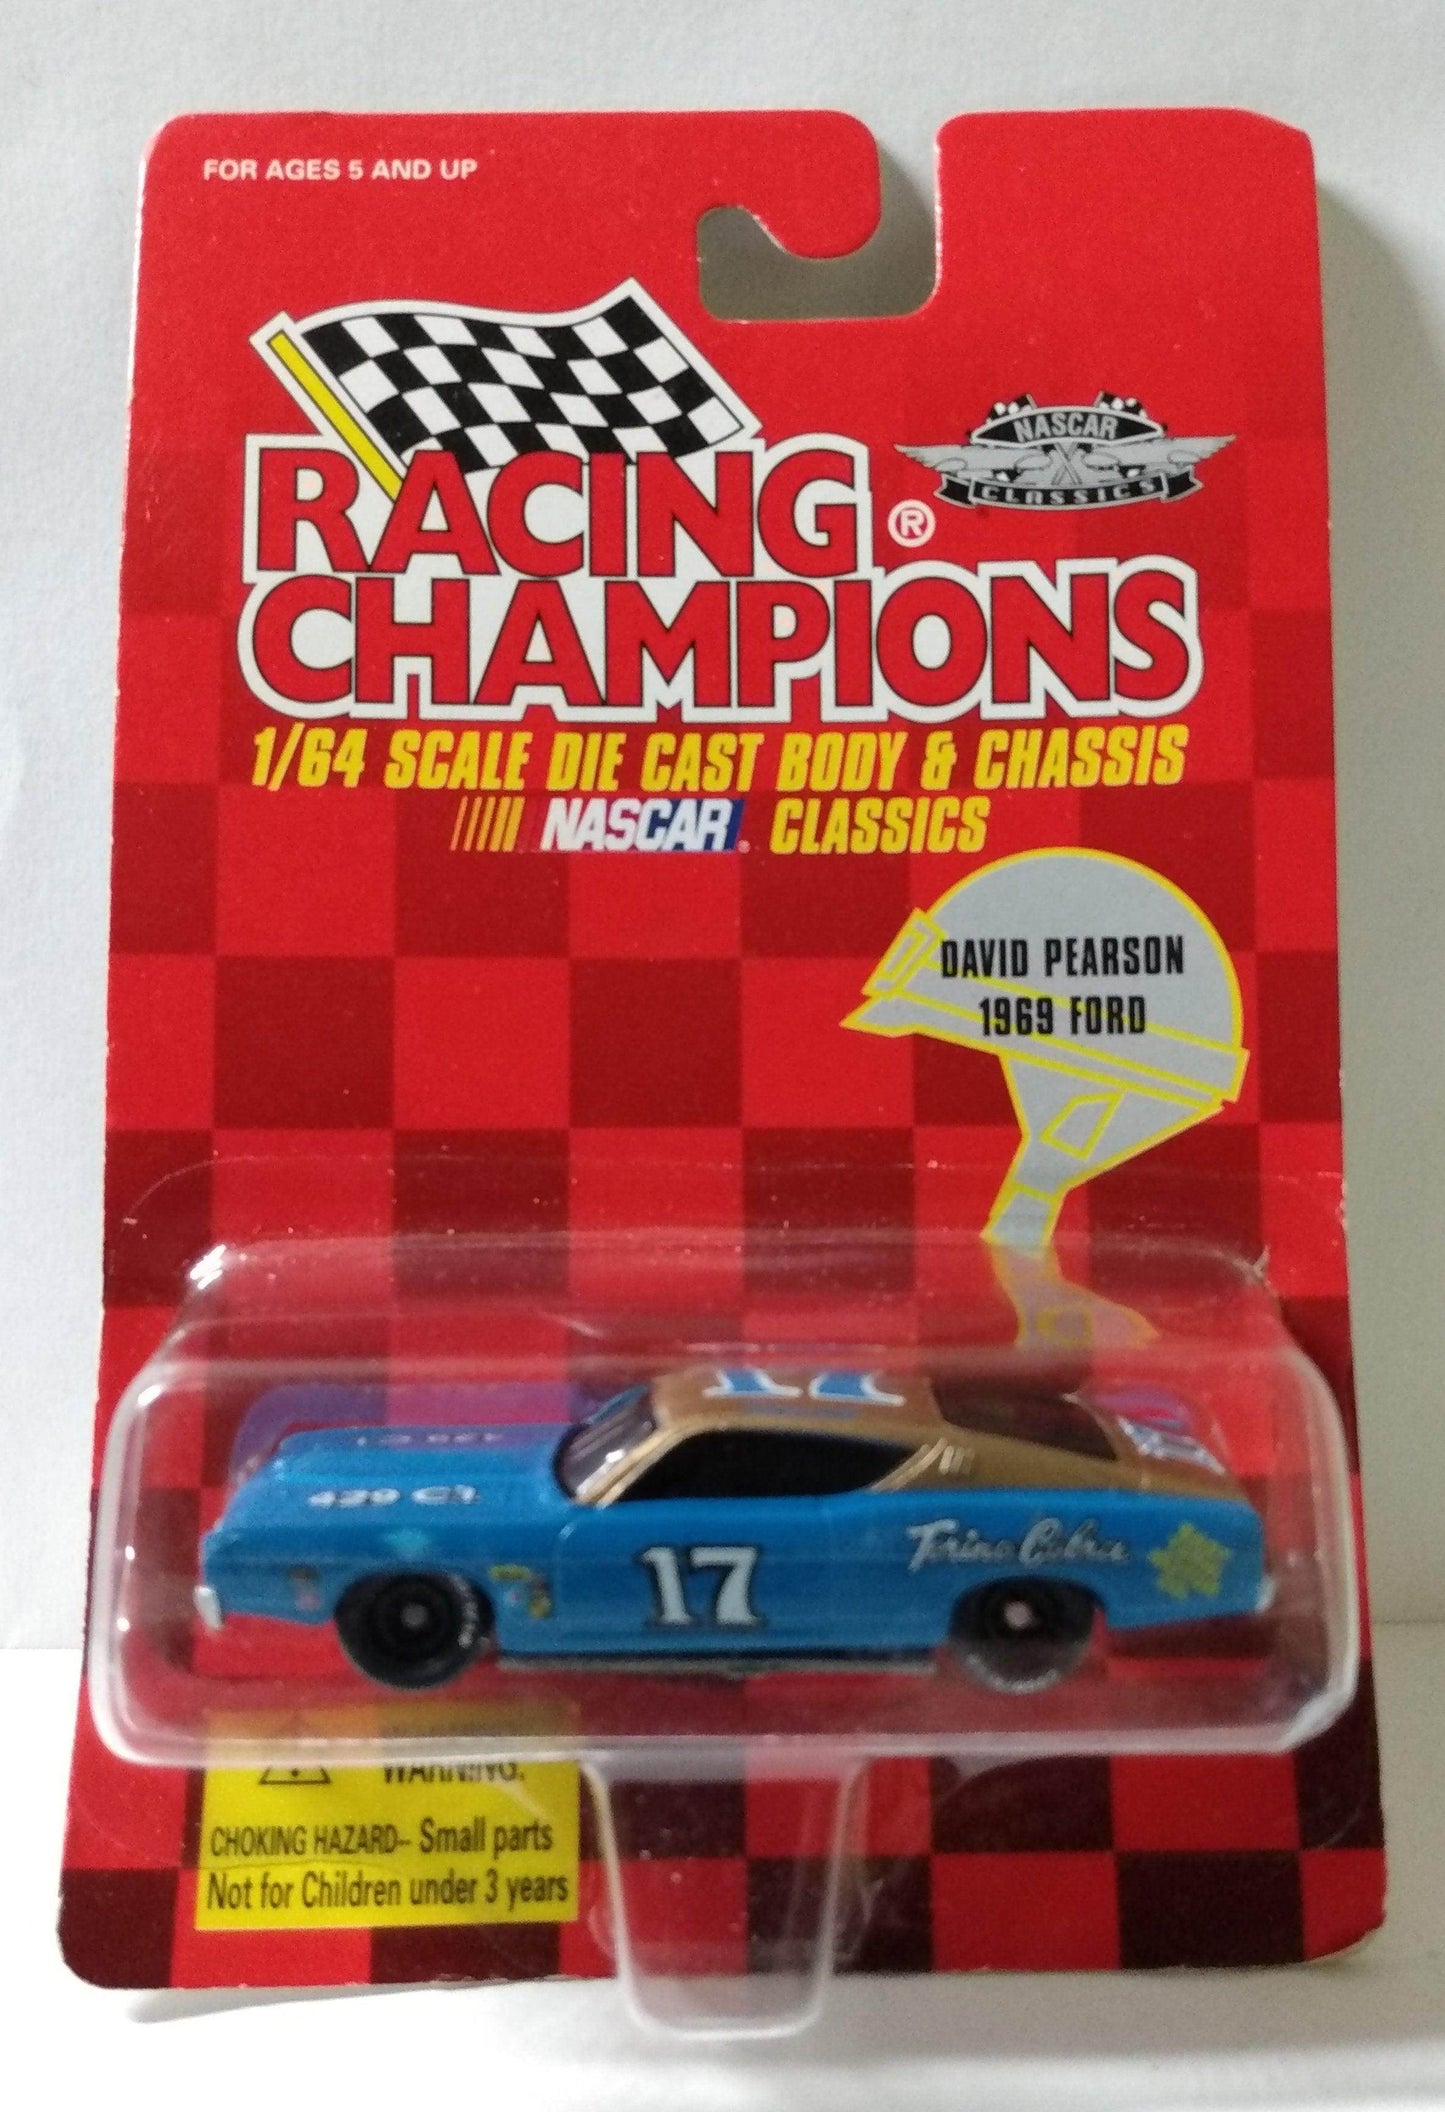 FOR AGES 5 AND UP
NASCAR
CLASSICS
RACING
CHAMPIONS ®
1/64 SCALE DIE CAST BODY & CHASSIS
NASCAR CLASSICS
DAVID PEARSON
1969 FORD
17
429 C.I.
17
Torino Cobra
WARNING:
CHOKING HAZARD-- Small parts
Not for Children under 3 years